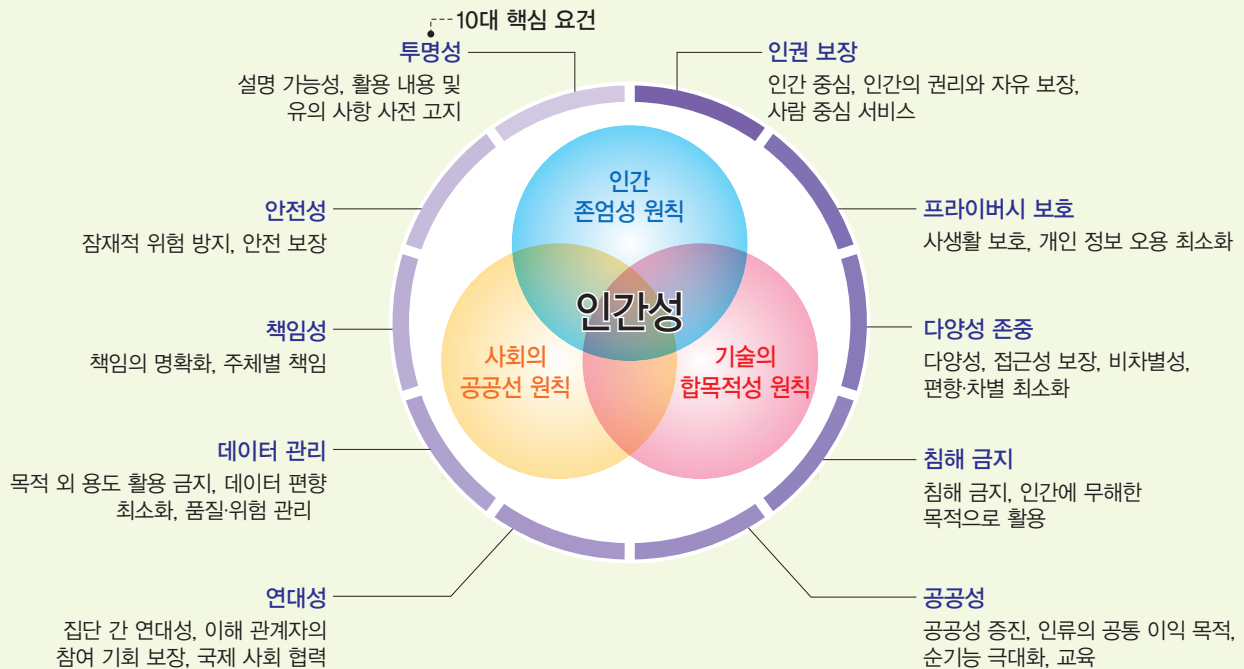 10대 핵심 요건
투명성
설명 가능성, 활용 내용 및
유의 사항 사전 고지
인권 보장
인간 중심, 인간의 권리와 자유 보장,
사람 중심 서비스
안전성
잠재적 위험 방지, 안전 보장
프라이버시 보호
사생활 보호, 개인 정보 오용 최소화
책임성
책임의 명확화, 주체별 책임
다양성 존중
다양성, 접근성 보장, 비차별성,
편향·차별 최소화
데이터 관리
목적 외 용도 활용 금지, 데이터 편향
최소화, 품질·위험 관리
침해 금지
침해 금지, 인간에 무해한
목적으로 활용
연대성
집단 간 연대성, 이해 관계자의
참여 기회 보장, 국제 사회 협력
공공성
공공성 증진, 인류의 공통 이익 목적,
순기능 극대화, 교육
인간
존엄성 원칙
인간성
사회의
공공선 원칙
기술의
합목적성 원칙